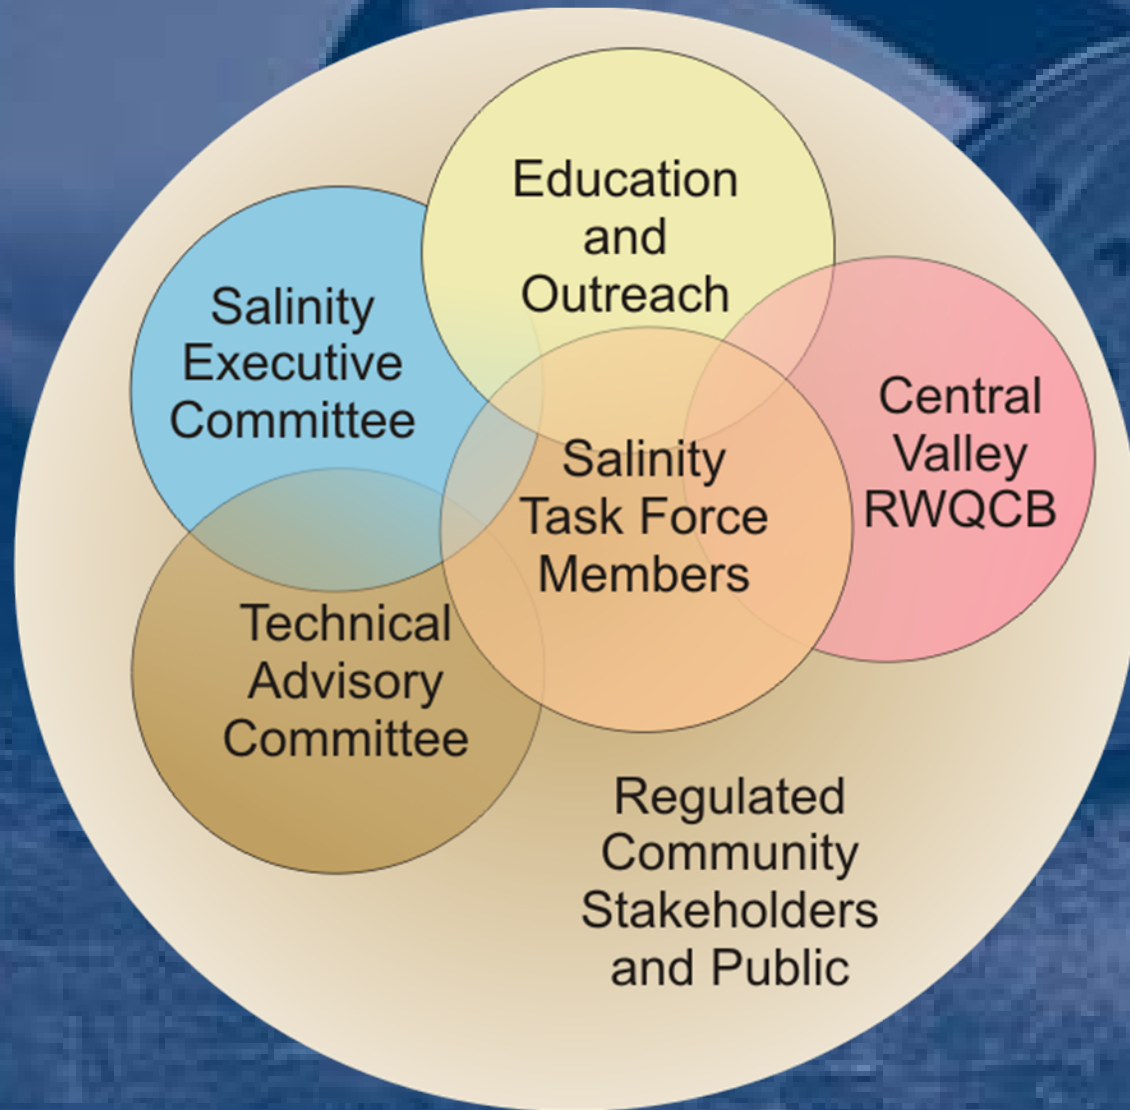 Education
and
Outreach
Salinity
Executive
Committee
Central
Valley
RWQCB
Salinity
Task Force
Members
Technical
Advisory
Committee
Regulated
Community
Stakeholders
and Public